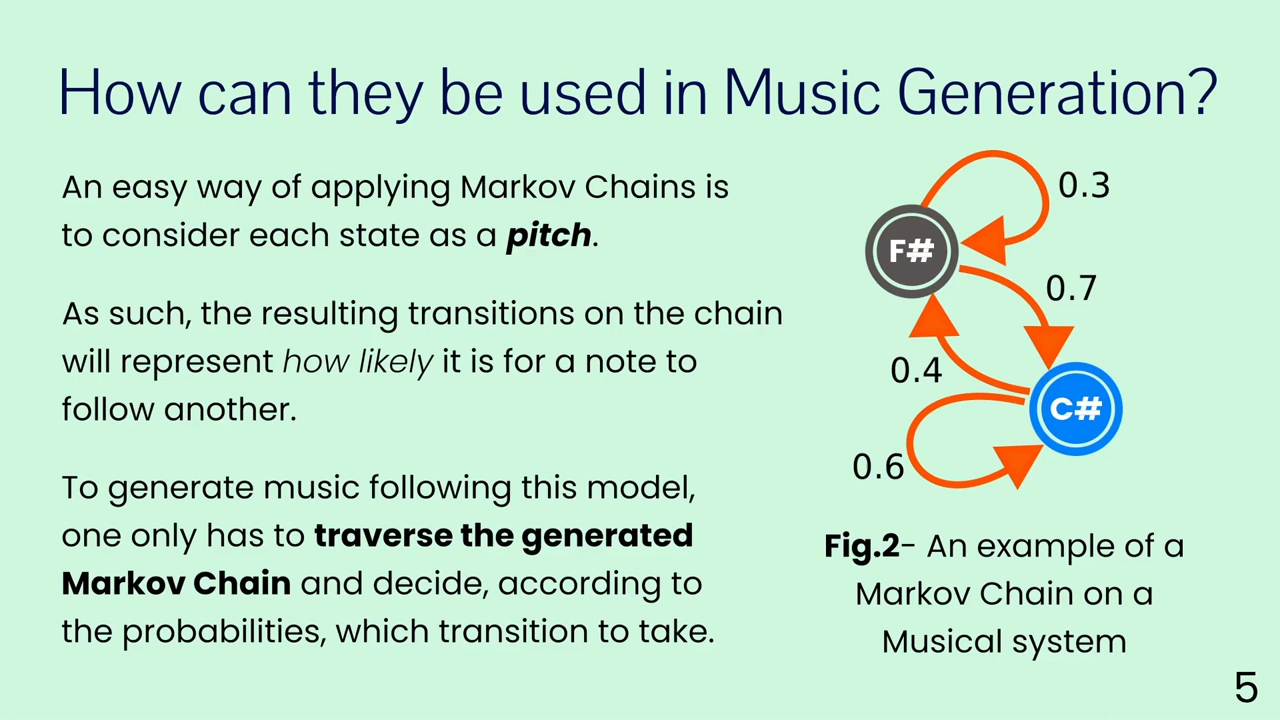 How can they be used in Music Generation?
An easy way of applying Markov Chains is
to consider each state as a pitch.
As such, the resulting transitions on the chain
will represent how likely it is for a note to
follow another.
To generate music following this model,
one only has to traverse the generated
Markov Chain and decide, according to
the probabilities, which transition to take.
0.3
F#
0.7
0.4
C#
0.6
Fig.2- An example of a
Markov Chain on a
Musical system
5